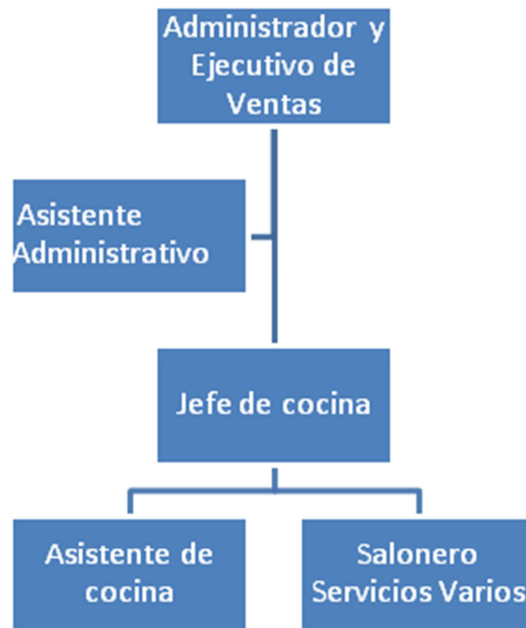 Administrador y
Ejecutivo de
Ventas
Asistente
Administrativo
Jefe de cocina
Asistente de
cocina
Salonero
Servicios Varios